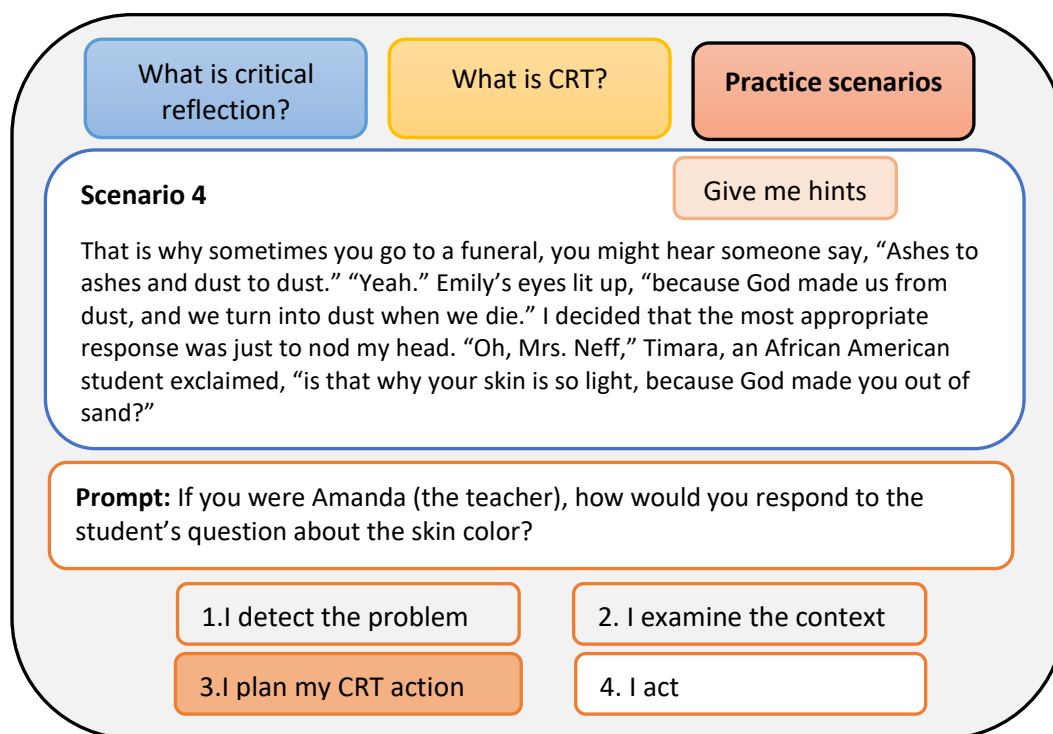 What is critical
reflection?
What is CRT?
Practice scenarios
Scenario 4
Give me hints
That is why sometimes you go to a funeral, you might hear someone say, “Ashes to
ashes and dust to dust.” “Yeah.” Emily’s eyes lit up, “because God made us from
dust, and we turn into dust when we die.” I decided that the most appropriate
response was just to nod my head. “Oh, Mrs. Neff,” Timara, an African American
student exclaimed, “is that why your skin is so light, because God made you out of
sand?”
Prompt: If you were Amanda (the teacher), how would you respond to the
student’s question about the skin color?
1.I detect the problem
2. I examine the context
3.I plan my CRT action
4. I act